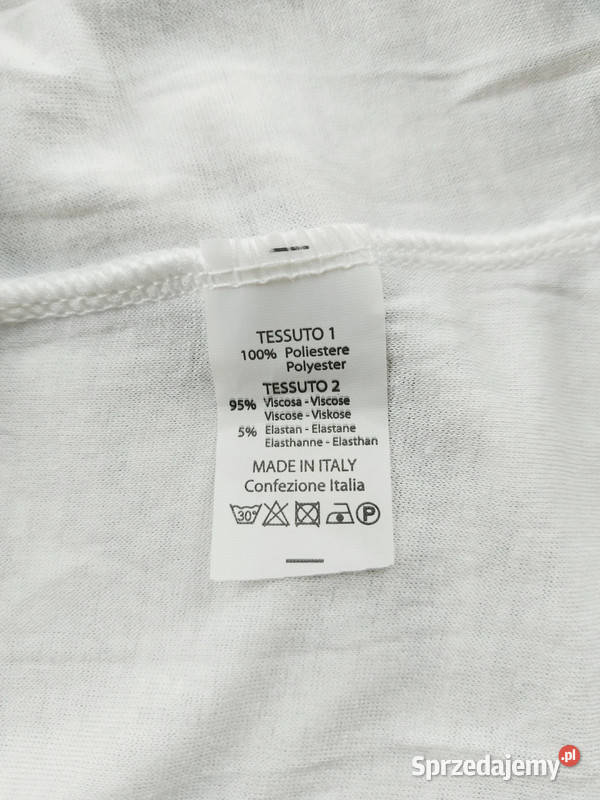 TESSUTO 1
100% Poliestere
Polyester
TESSUTO 2
95% Viscosa - Viscose
Viscose - Viskose
5% Elastan - Elastane
Elasthanne - Elasthan
MADE IN ITALY
Confezione Italia
30° P
Sprzedajemy.pl